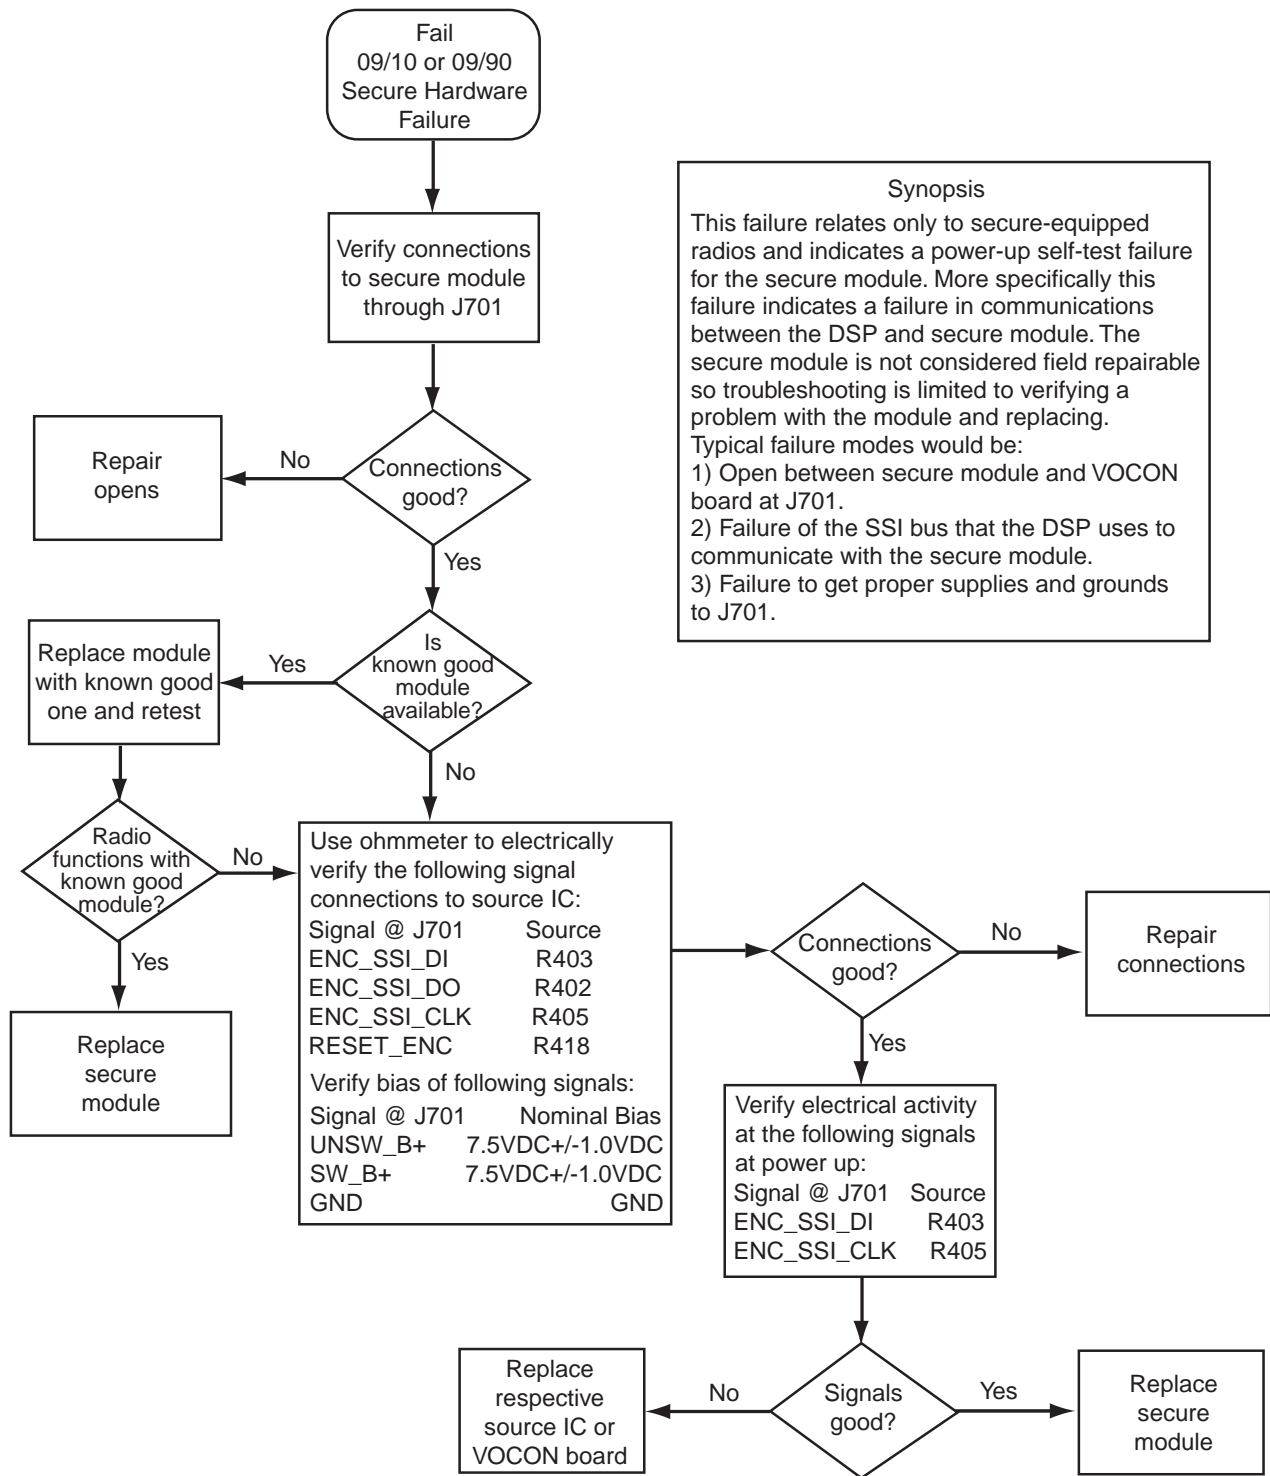 Fail
09/10 or 09/90
Secure Hardware
Failure
Verify connections
to secure module
through J701
Synopsis
This failure relates only to secure-equipped
radios and indicates a power-up self-test failure
for the secure module. More specifically this
failure indicates a failure in communications
between the DSP and secure module. The
secure module is not considered field repairable
so troubleshooting is limited to verifying a
problem with the module and replacing.
Typical failure modes would be:
1) Open between secure module and VOCON
board at J701.
2) Failure of the SSI bus that the DSP uses to
communicate with the secure module.
3) Failure to get proper supplies and grounds
to J701.
Connections
good?
No
Repair
opens
Yes
Is
known good
module
available?
Yes
Replace module
with known good
one and retest
No
Radio
functions with
known good
module?
No
Yes
Replace
secure
module
Use ohmmeter to electrically
verify the following signal
connections to source IC:
Signal @ J701 Source
ENC_SSI_DI R403
ENC_SSI_DO R402
ENC_SSI_CLK R405
RESET_ENC R418
Verify bias of following signals:
Signal @ J701 Nominal Bias
UNSW_B+ 7.5VDC+/-1.0VDC
SW_B+ 7.5VDC+/-1.0VDC
GND GND
Connections
good?
No
Repair
connections
Yes
Verify electrical activity
at the following signals
at power up:
Signal @ J701 Source
ENC_SSI_DI R403
ENC_SSI_CLK R405
Signals
good?
No
Replace
respective
source IC or
VOCON board
Yes
Replace
secure
module